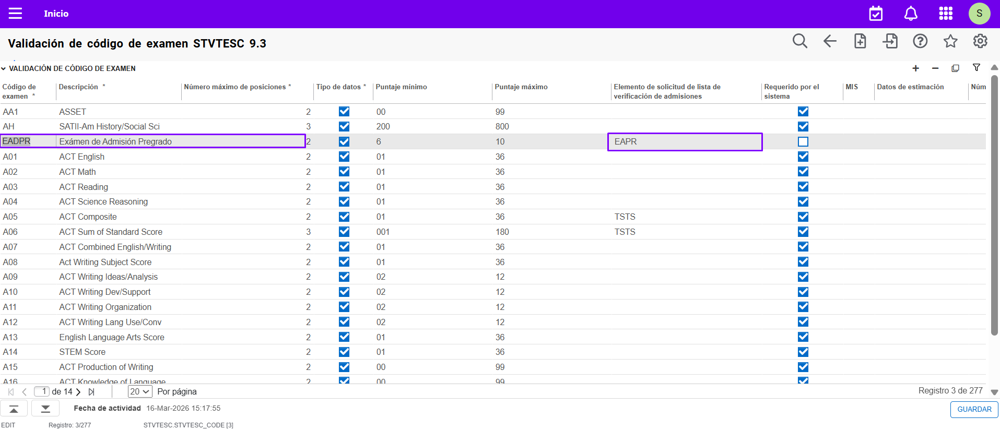 Inicio
S
Validación de código de examen STVTESC 9.3
VALIDACIÓN DE CÓDIGO DE EXAMEN
Código de examen * Descripción * Número máximo de posiciones * Tipo de datos * Puntaje mínimo Puntaje máximo Elemento de solicitud de lista de verificación de admisiones Requerido por el sistema MIS Datos de estimación Núm
AA1 ASSET 2 00 99
AH SATII-Am History/Social Sci 3 200 800
EADPR Exámen de Admisión Pregrado 2 6 10 EAPR
A01 ACT English 2 01 36
A02 ACT Math 2 01 36
A03 ACT Reading 2 01 36
A04 ACT Science Reasoning 2 01 36
A05 ACT Composite 2 01 36 TSTS
A06 ACT Sum of Standard Score 3 001 180 TSTS
A07 ACT Combined English/Writing 2 01 36
A08 Act Writing Subject Score 2 01 36
A09 ACT Writing Ideas/Analysis 2 02 12
A10 ACT Writing Dev/Support 2 02 12
A11 ACT Writing Organization 2 02 12
A12 ACT Writing Lang Use/Conv 2 02 12
A13 English Language Arts Score 2 01 36
A14 STEM Score 2 01 36
A15 ACT Production of Writing 2 00 99
A16 ACT Knowledge of Language 2 00 99
1 de 14 20 Por página Registro 3 de 277
Fecha de actividad 16-Mar-2026 15:17:55 GUARDAR
EDIT Registro: 3/277 STVTESC.STVTESC_CODE [3]